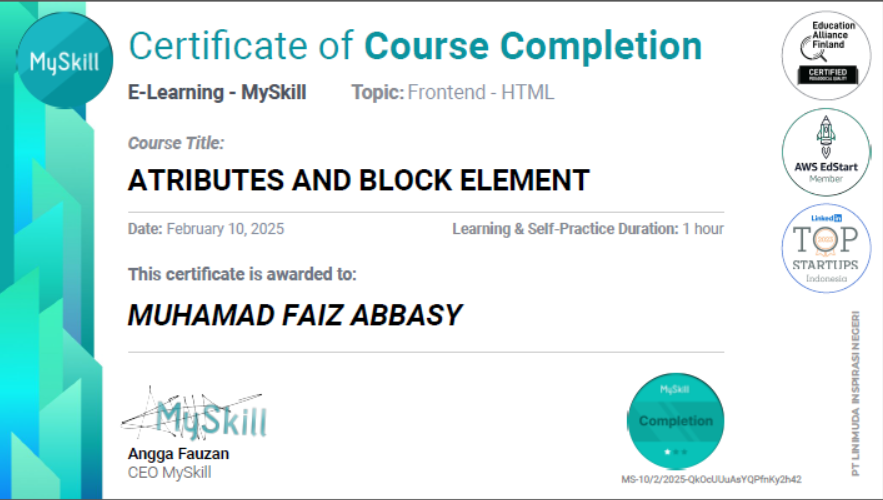 MySkill
Certificate of Course Completion
E-Learning - MySkill Topic: Frontend - HTML
Course Title:
ATRIBUTES AND BLOCK ELEMENT
Date: February 10, 2025 Learning & Self-Practice Duration: 1 hour
This certificate is awarded to:
MUHAMAD FAIZ ABBASY
MySkill
Angga Fauzan
CEO MySkill
MySkill
Completion
MS-10/2/2025-QkOcUUuAsYQPfnKy2h42
Education
Alliance
Finland
CERTIFIED
AWS EdStart
Member
LinkedIn
TOP
STARTUPS
Indonesia
PT LINIMUDA INSPIRASI NEGERI